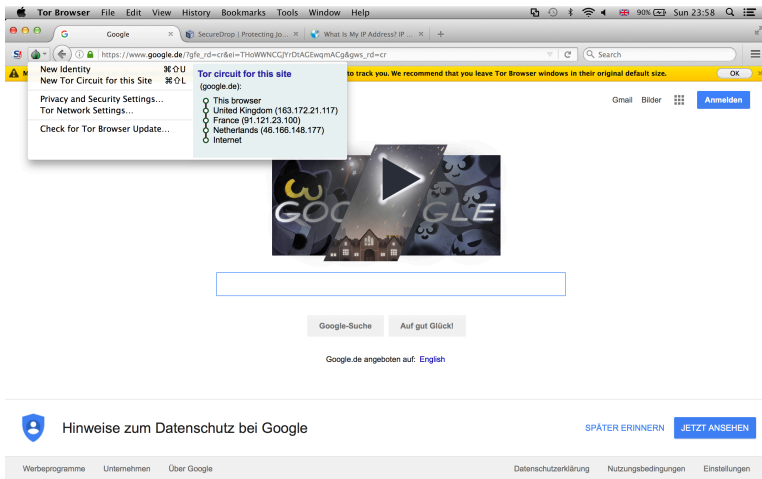 Tor Browser File Edit View History Bookmarks Tools Window Help 90% Sun 23:58
Google × SecureDrop | Protecting Jo... × What Is My IP Address? IP ... × +
https://www.google.de/?gfe_rd=cr&ei=THoWWNCCJYrDtAGEwqmACg&gws_rd=cr Search
to track you. We recommend that you leave Tor Browser windows in their original default size. OK ×
New Identity ⌘⇧U
New Tor Circuit for this Site ⌘⇧L
Privacy and Security Settings...
Tor Network Settings...
Check for Tor Browser Update...
Tor circuit for this site
(google.de):
This browser
United Kingdom (163.172.21.117)
France (91.121.23.100)
Netherlands (46.166.148.177)
Internet
Gmail Bilder Anmelden
GOOGLE
Google-Suche Auf gut Glück!
Google.de angeboten auf: English
Hinweise zum Datenschutz bei Google
SPÄTER ERINNERN JETZT ANSEHEN
Werbeprogramme Unternehmen Über Google Datenschutzerklärung Nutzungsbedingungen Einstellungen